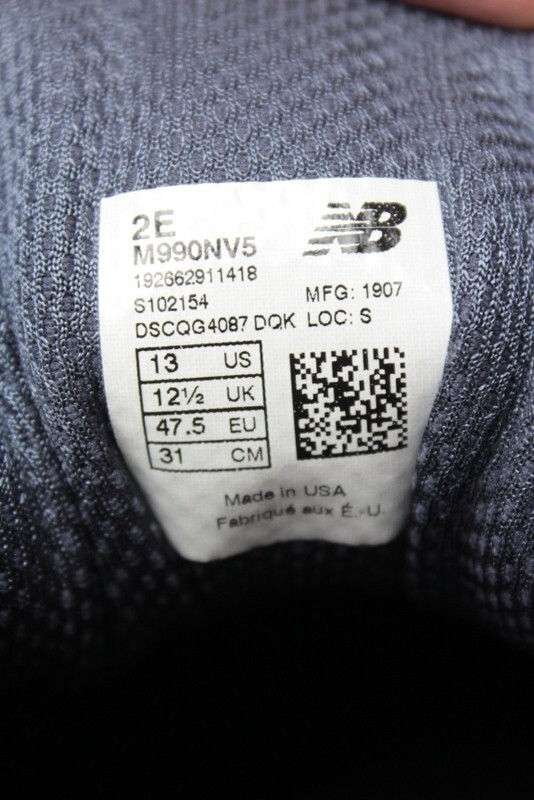 2E
M990NV5
NB
192662911418
S102154
MFG: 1907
DSCQG4087 DQK LOC: S
13 US
12½ UK
47.5 EU
31 CM
Made in USA
Fabriqué aux É.-U.